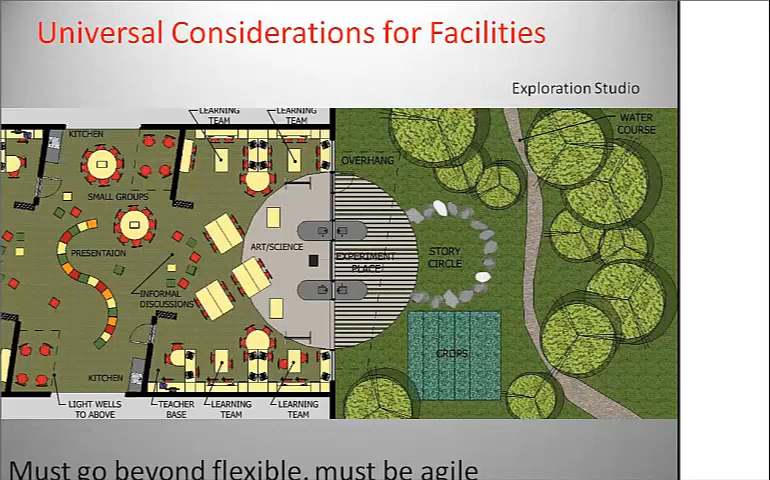 Universal Considerations for Facilities
Exploration Studio
LEARNING
TEAM
LEARNING
TEAM
WATER
COURSE
KITCHEN
OVERHANG
SMALL GROUPS
ART/SCIENCE
STORY
CIRCLE
PRESENTAION
EXPERIMENT
PLACE
INFORMAL
DISCUSSIONS
CROPS
KITCHEN
LIGHT WELLS
TO ABOVE
TEACHER
BASE
LEARNING
TEAM
LEARNING
TEAM
Must go beyond flexible, must be agile